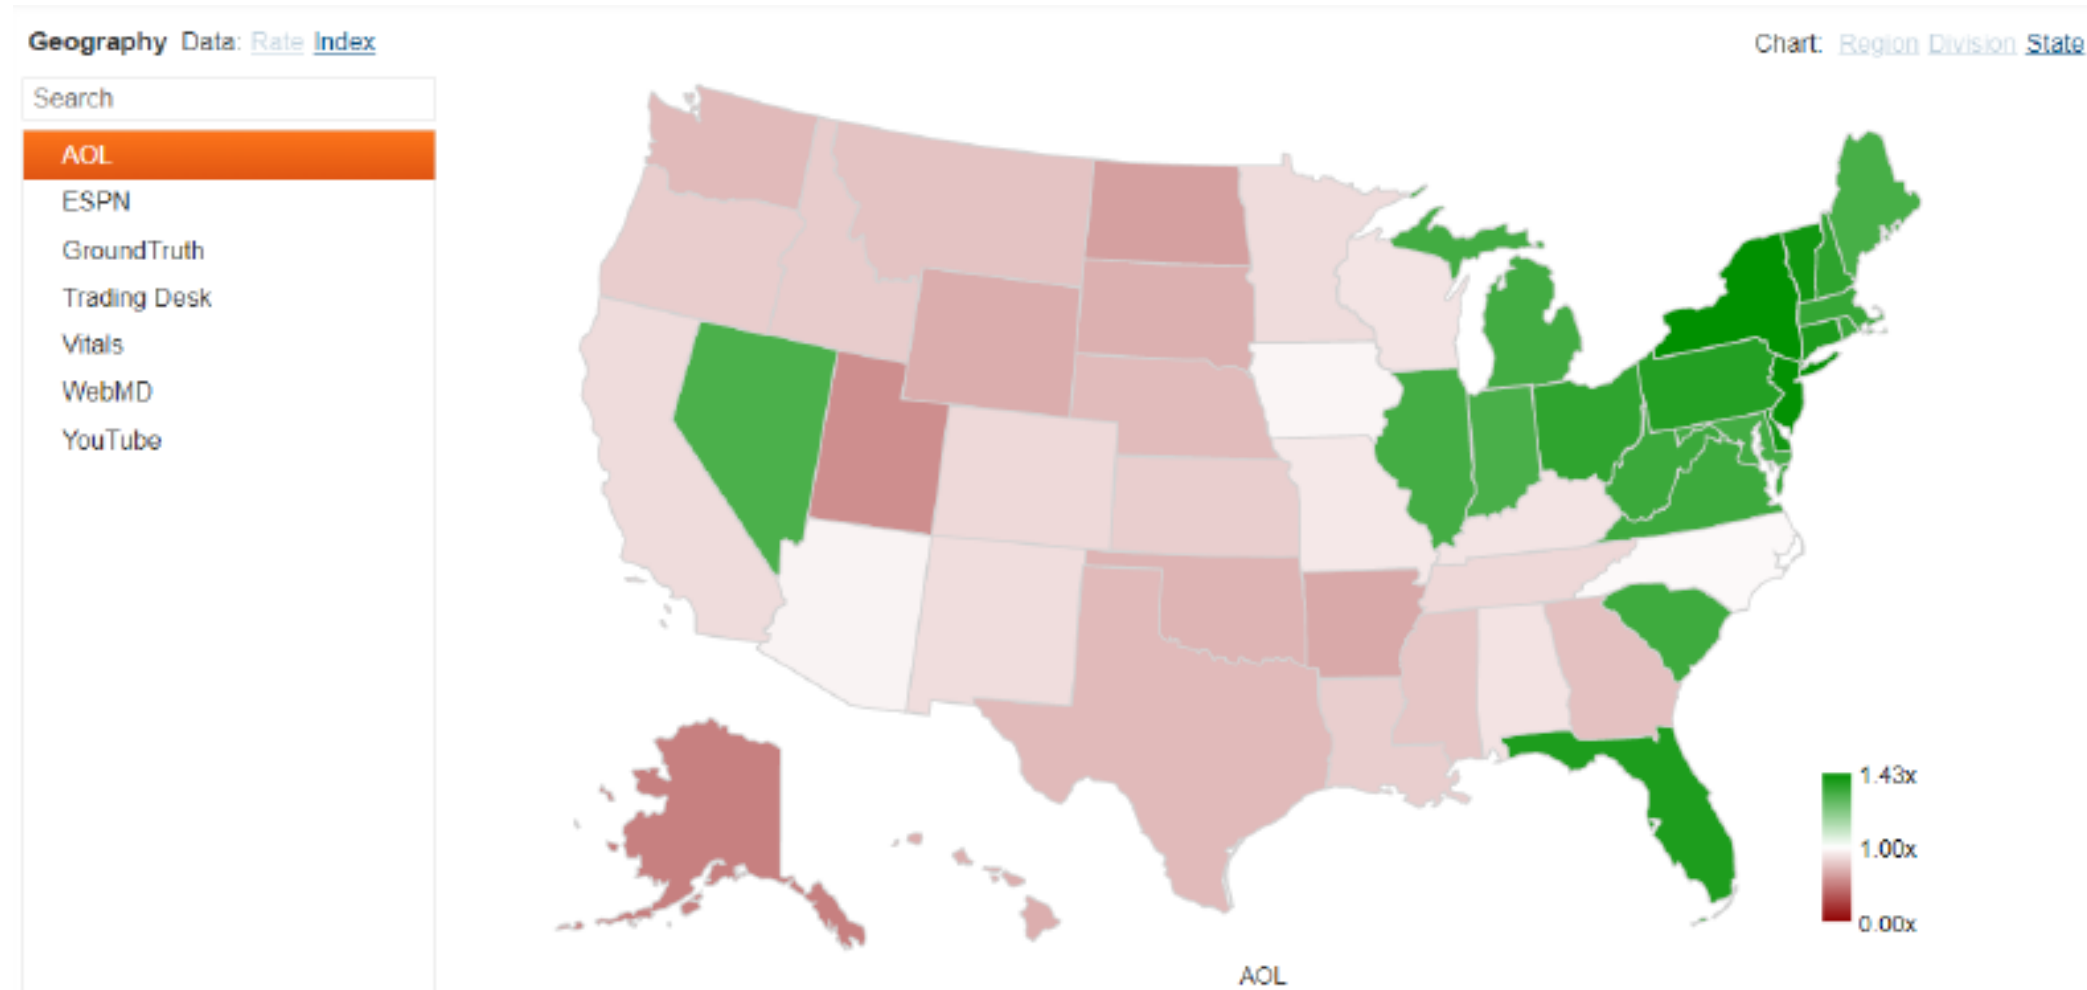 Geography Data: Rate Index
Chart: Region Division State
Search
AOL
ESPN
GroundTruth
Trading Desk
Vitals
WebMD
YouTube
1.43x
1.00x
0.00x
AOL